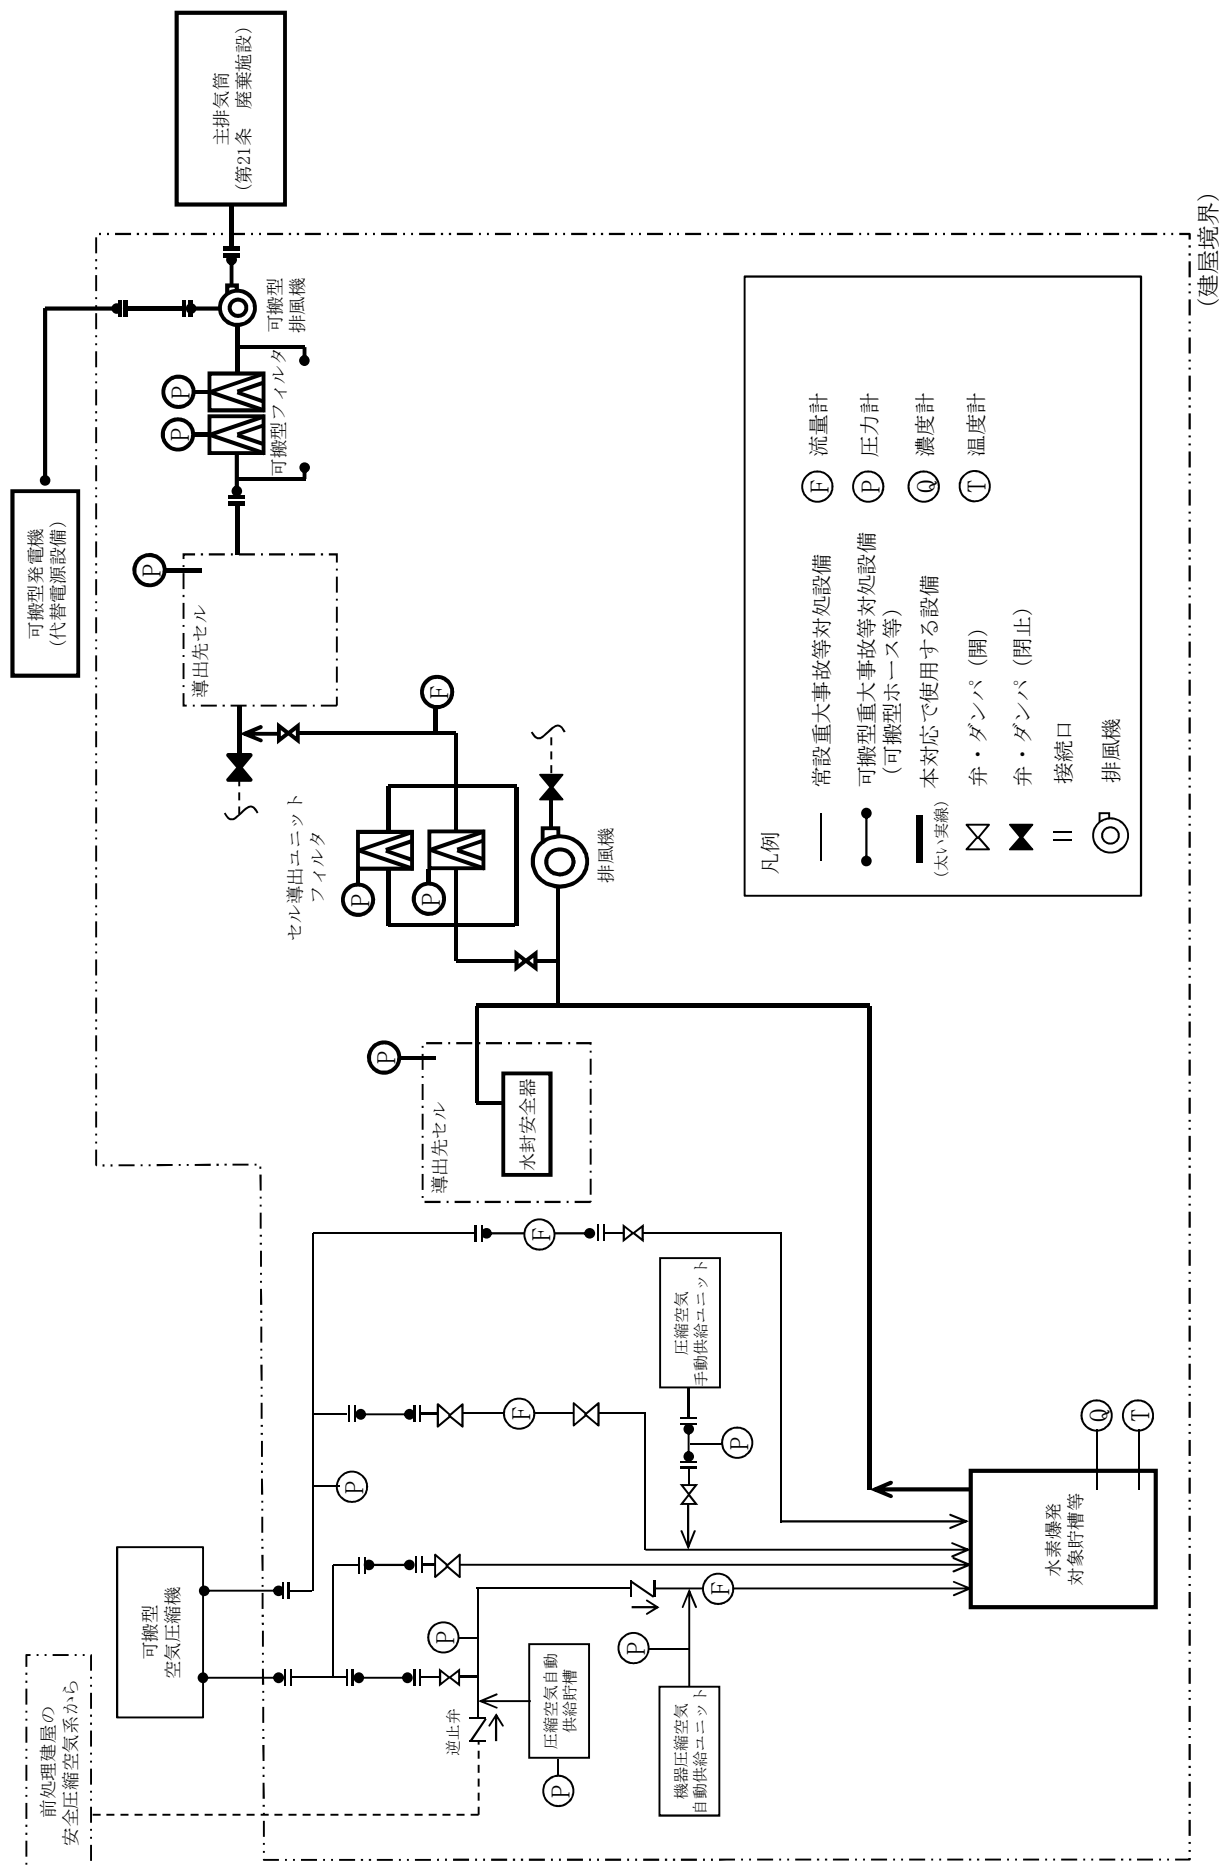 主排気筒
(第21条　廃棄施設)
可搬型発電機
(代替電源設備)
可搬型
排風機
P
P
可搬型フィルタ
P
導出先セル
F
セル導出ユニット
フィルタ
P
P
排風機
P
導出先セル
水封安全器
(建屋境界)
凡例
常設重大事故等対処設備
可搬型重大事故等対処設備
(可搬型ホース等)
本対応で使用する設備
(太い実線)
弁・ダンパ (開)
弁・ダンパ (閉止)
接続口
排風機
F
流量計
P
圧力計
Q
濃度計
T
温度計
F
F
P
圧縮空気
手動供給ユニット
P
可搬型
空気圧縮機
前処理建屋の
安全圧縮空気系から
逆止弁
P
圧縮空気自動
供給貯槽
P
F
P
機器圧縮空気
自動供給ユニット
水素爆発
対象貯槽等
Q
T